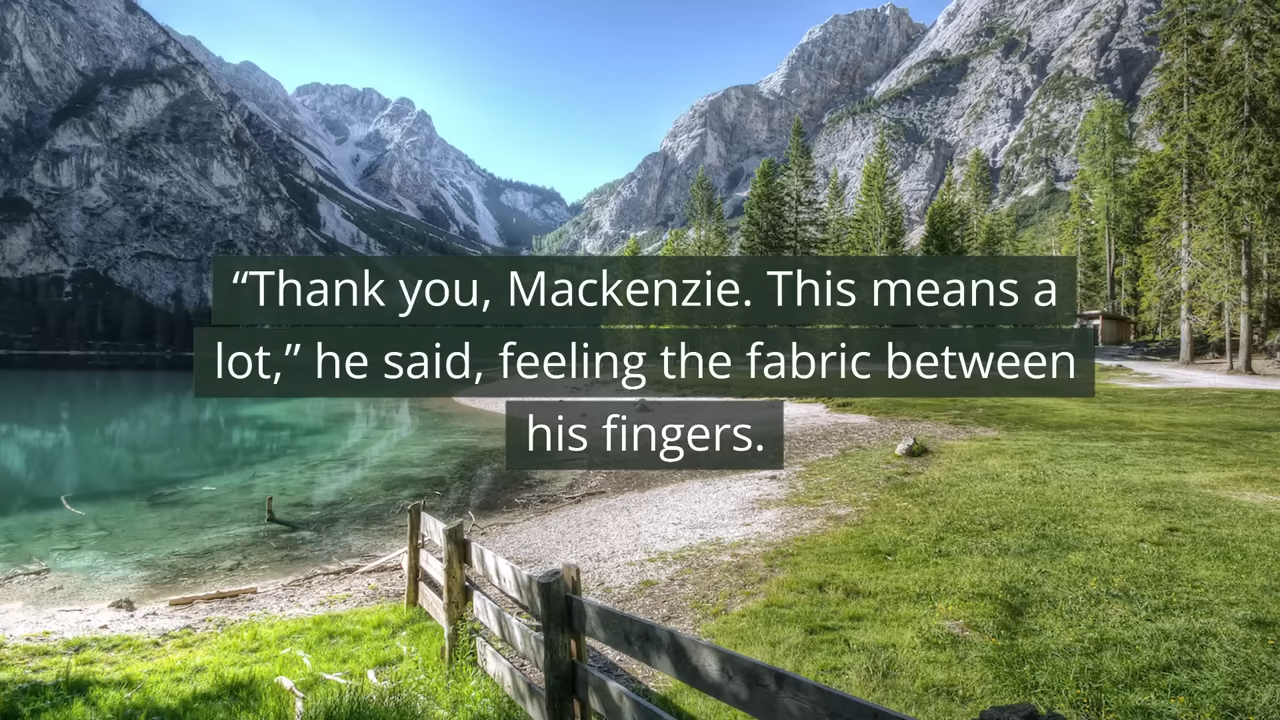 “Thank you, Mackenzie. This means a
lot,” he said, feeling the fabric between
his fingers.